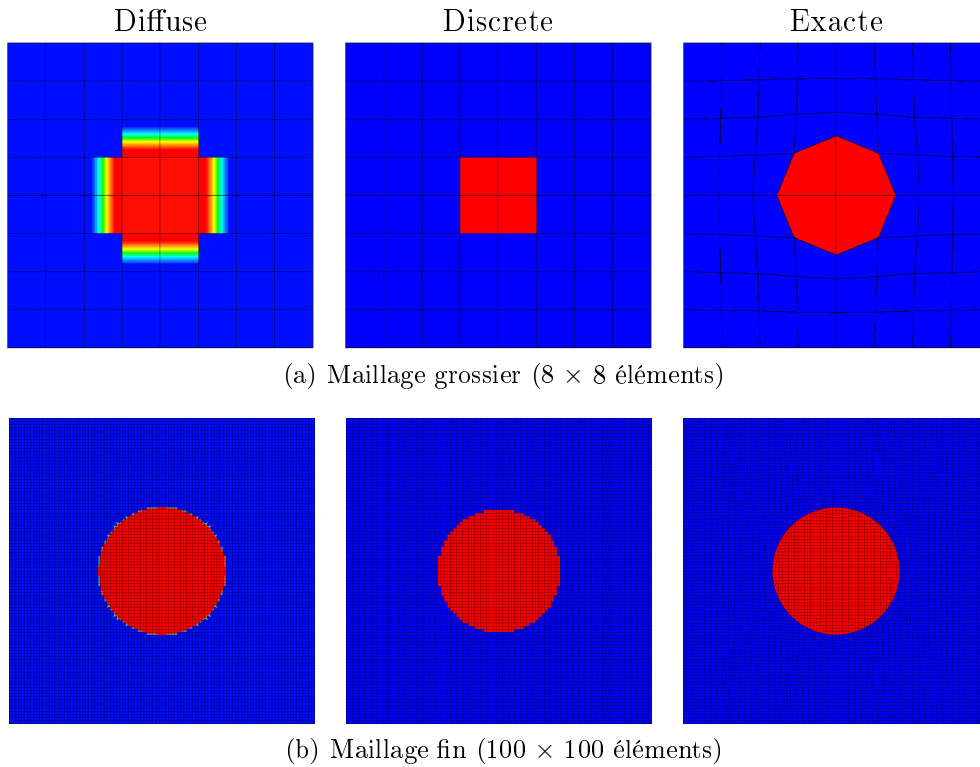 Diffuse
Discrete
Exacte
(a) Maillage grossier (8 × 8 éléments)
(b) Maillage fin (100 × 100 éléments)